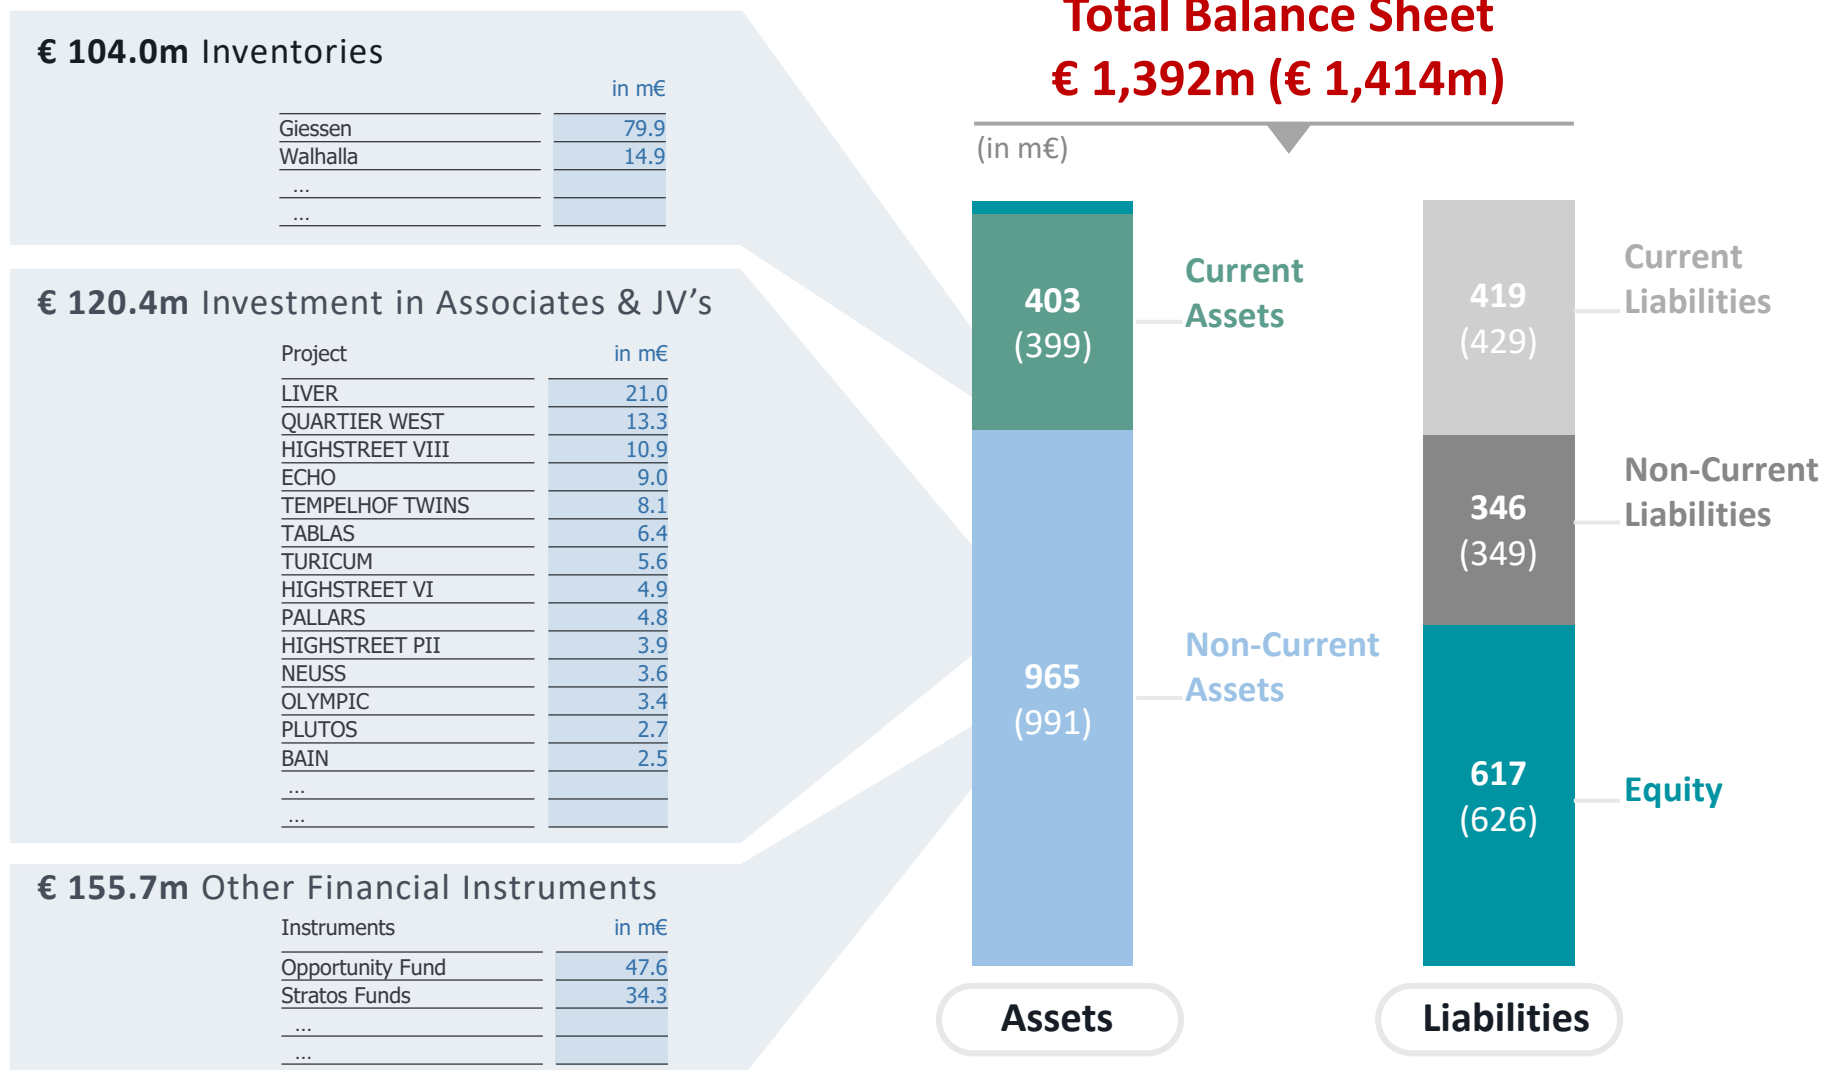 € 104.0m Inventories
in m€
Giessen 79.9
Walhalla 14.9
...
...
€ 120.4m Investment in Associates & JV’s
Project in m€
LIVER 21.0
QUARTIER WEST 13.3
HIGHSTREET VIII 10.9
ECHO 9.0
TEMPELHOF TWINS 8.1
TABLAS 6.4
TURICUM 5.6
HIGHSTREET VI 4.9
PALLARS 4.8
HIGHSTREET PII 3.9
NEUSS 3.6
OLYMPIC 3.4
PLUTOS 2.7
BAIN 2.5
...
...
€ 155.7m Other Financial Instruments
Instruments in m€
Opportunity Fund 47.6
Stratos Funds 34.3
...
...
Total Balance Sheet
€ 1,392m (€ 1,414m)
(in m€)
403
(399)
Current
Assets
965
(991)
Non-Current
Assets
Assets
419
(429)
Current
Liabilities
346
(349)
Non-Current
Liabilities
617
(626)
Equity
Liabilities